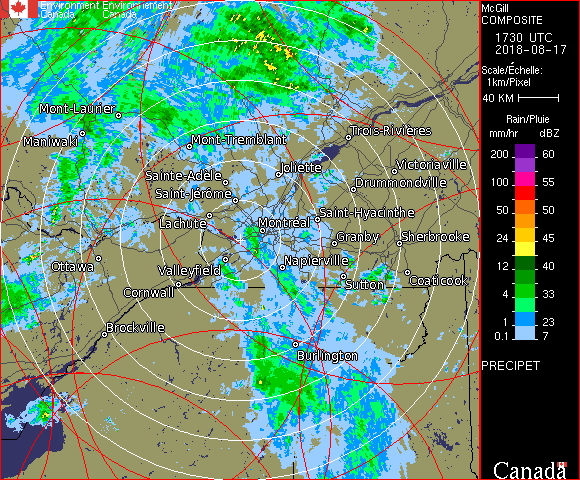 Environment Environnement
Canada Canada
Mont-Laurier
Maniwaki
Mont-Tremblant
Trois-Rivières
Joliette
Victoriaville
Sainte-Adèle
Drummondville
Saint-Jérôme
Saint-Hyacinthe
Lachute
Montréal
Granby
Sherbrooke
Ottawa
Valleyfield
Napierville
Sutton
Coaticook
Cornwall
Brockville
Burlington
McGill
COMPOSITE
1730 UTC
2018-08-17
Scale/Échelle:
1km/Pixel
40 KM
Rain/Pluie
mm/hr dBZ
200 60
100 55
50 50
24 45
12 40
4 33
2 23
0.1 7
PRECIPET
Canada